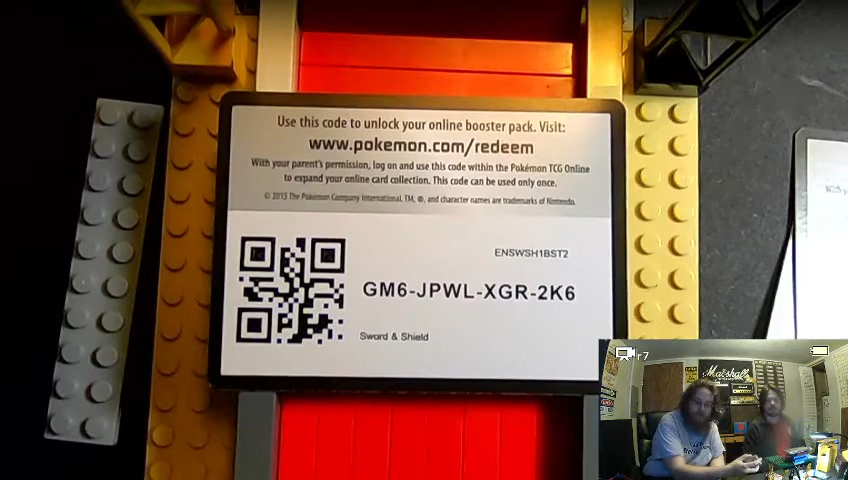 Use this code to unlock your online booster pack. Visit:
www.pokemon.com/redeem
With your parent's permission, log on and use this code within the Pokémon TCG Online
to expand your online card collection. This code can be used only once.
© 2015 The Pokémon Company International. TM, ®, and character names are trademarks of Nintendo.
ENSWSH1BST2
GM6-JPWL-XGR-2K6
Sword & Shield
r7
Marshall